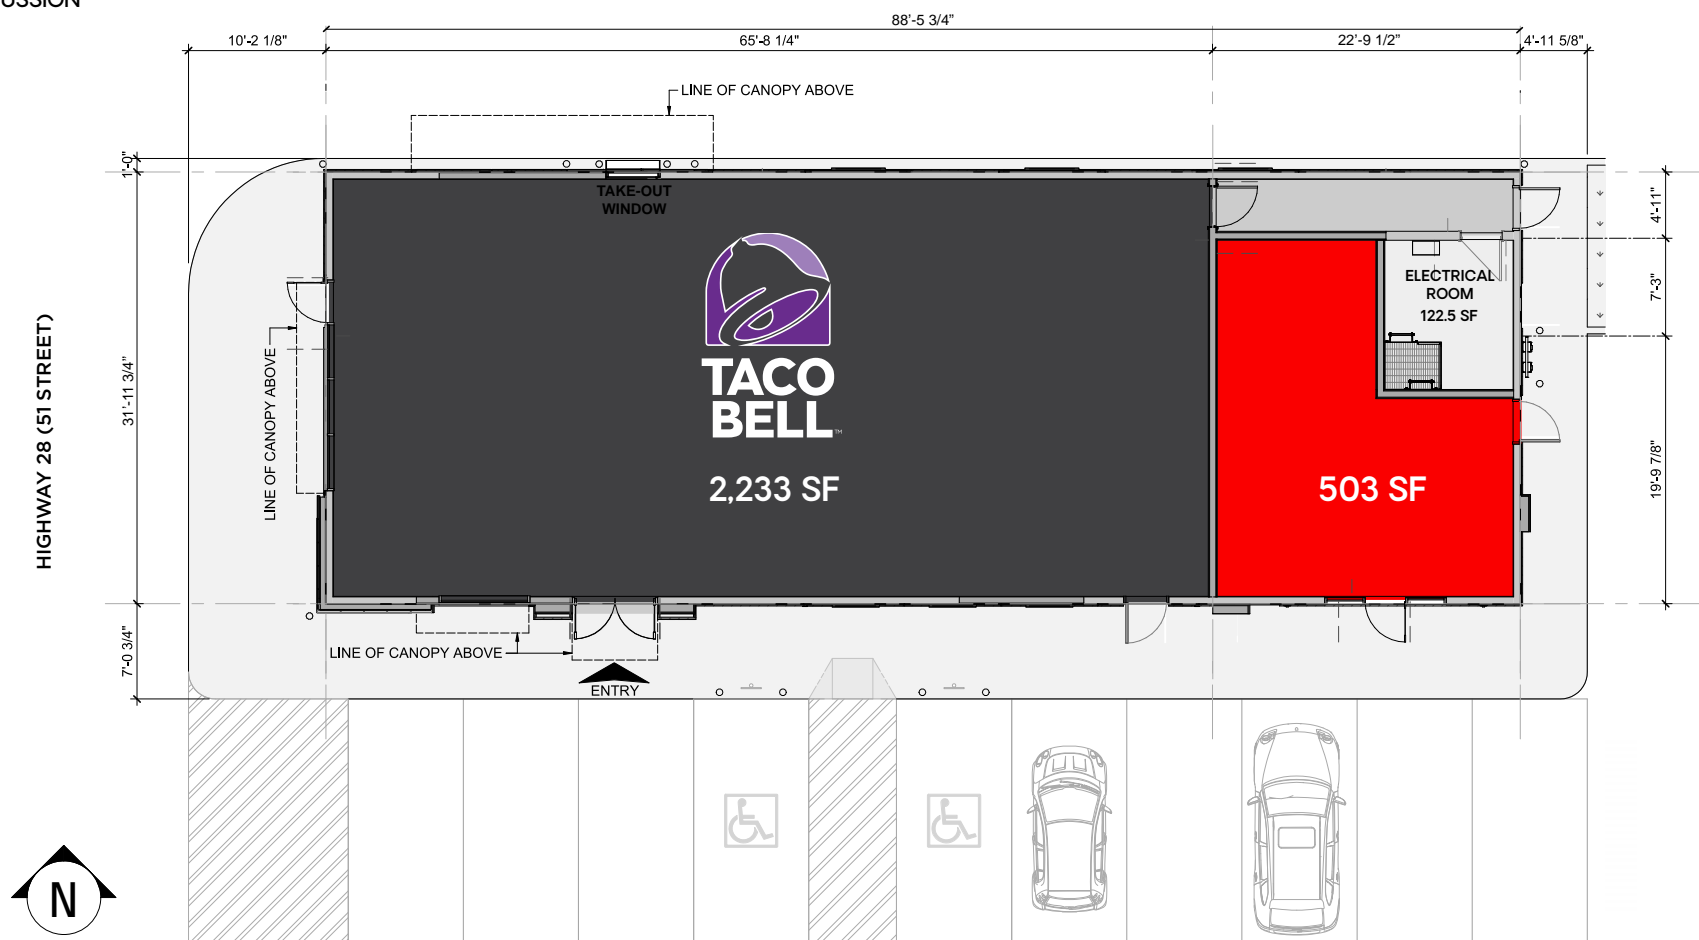 USSION
88'-5 3/4"
10'-2 1/8"
65'-8 1/4"
22'-9 1/2"
4'-11 5/8"
LINE OF CANOPY ABOVE
1'-0"
TAKE-OUT
WINDOW
4'-11"
ELECTRICAL
ROOM
122.5 SF
7'-3"
HIGHWAY 28 (51 STREET)
31'-11 3/4"
LINE OF CANOPY ABOVE
TACO
BELL™
2,233 SF
503 SF
19'-9 7/8"
7'-0 3/4"
LINE OF CANOPY ABOVE
ENTRY
N